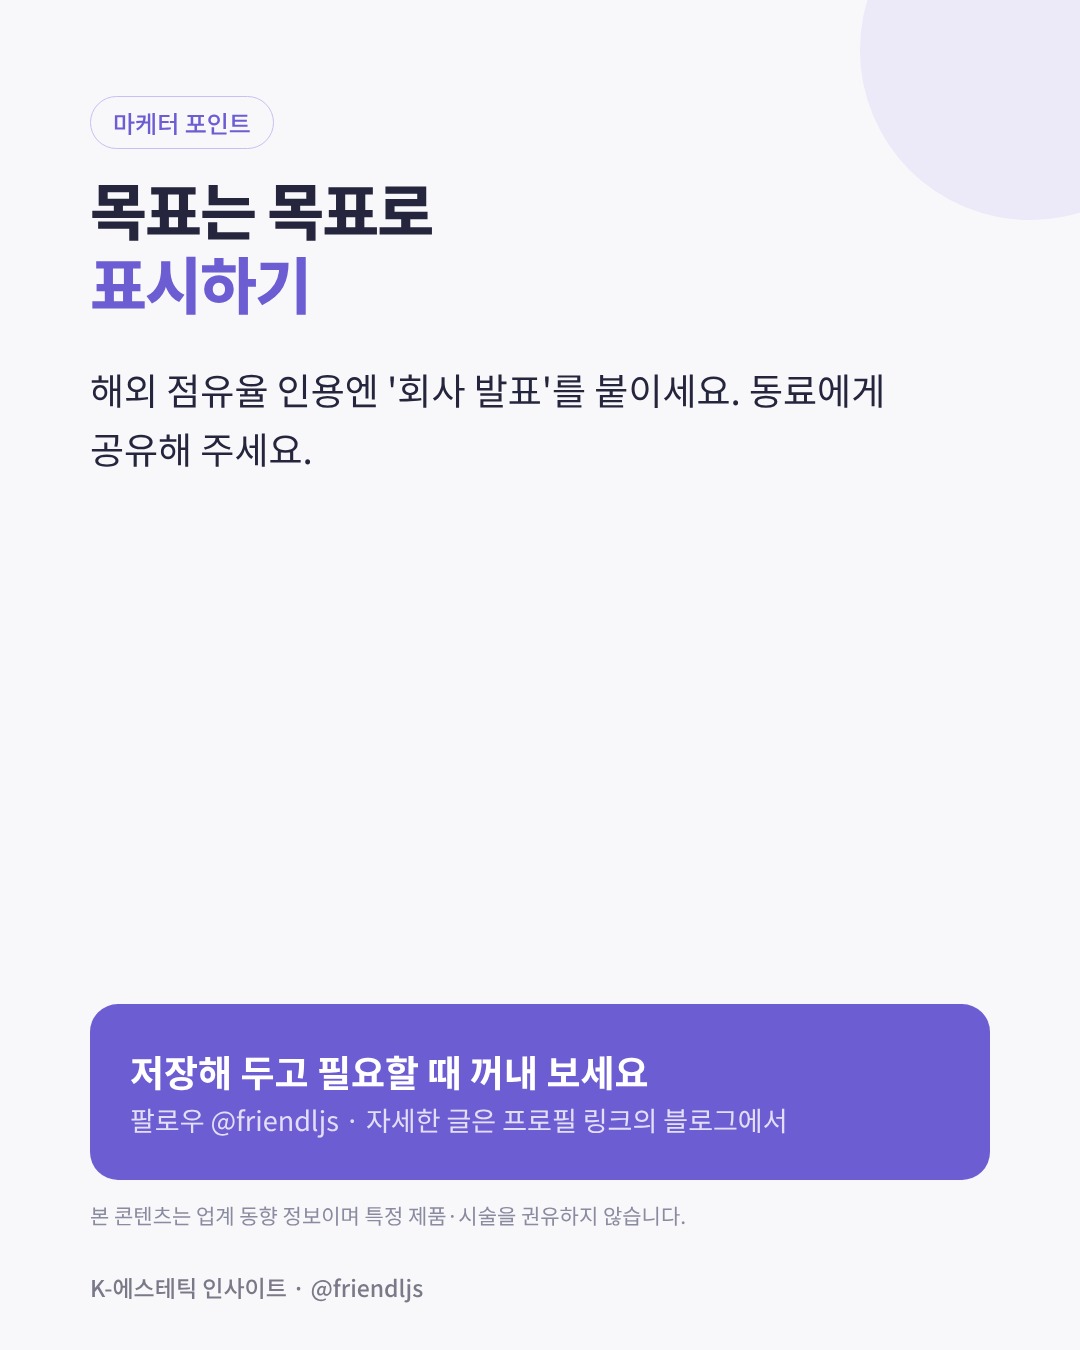 마케터 포인트
목표는 목표로
표시하기
해외 점유율 인용엔 '회사 발표'를 붙이세요. 동료에게
공유해 주세요.
저장해 두고 필요할 때 꺼내 보세요
팔로우 @friendljs · 자세한 글은 프로필 링크의 블로그에서
본 콘텐츠는 업계 동향 정보이며 특정 제품·시술을 권유하지 않습니다.
K-에스테틱 인사이트 · @friendljs